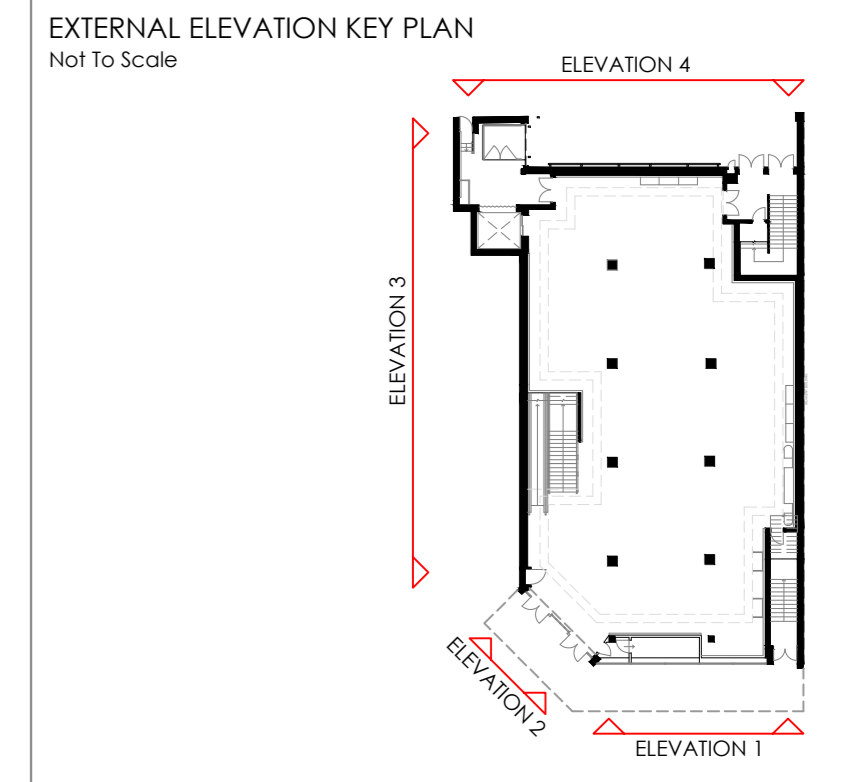 EXTERNAL ELEVATION KEY PLAN
Not To Scale
ELEVATION 4
ELEVATION 3
ELEVATION 2
ELEVATION 1